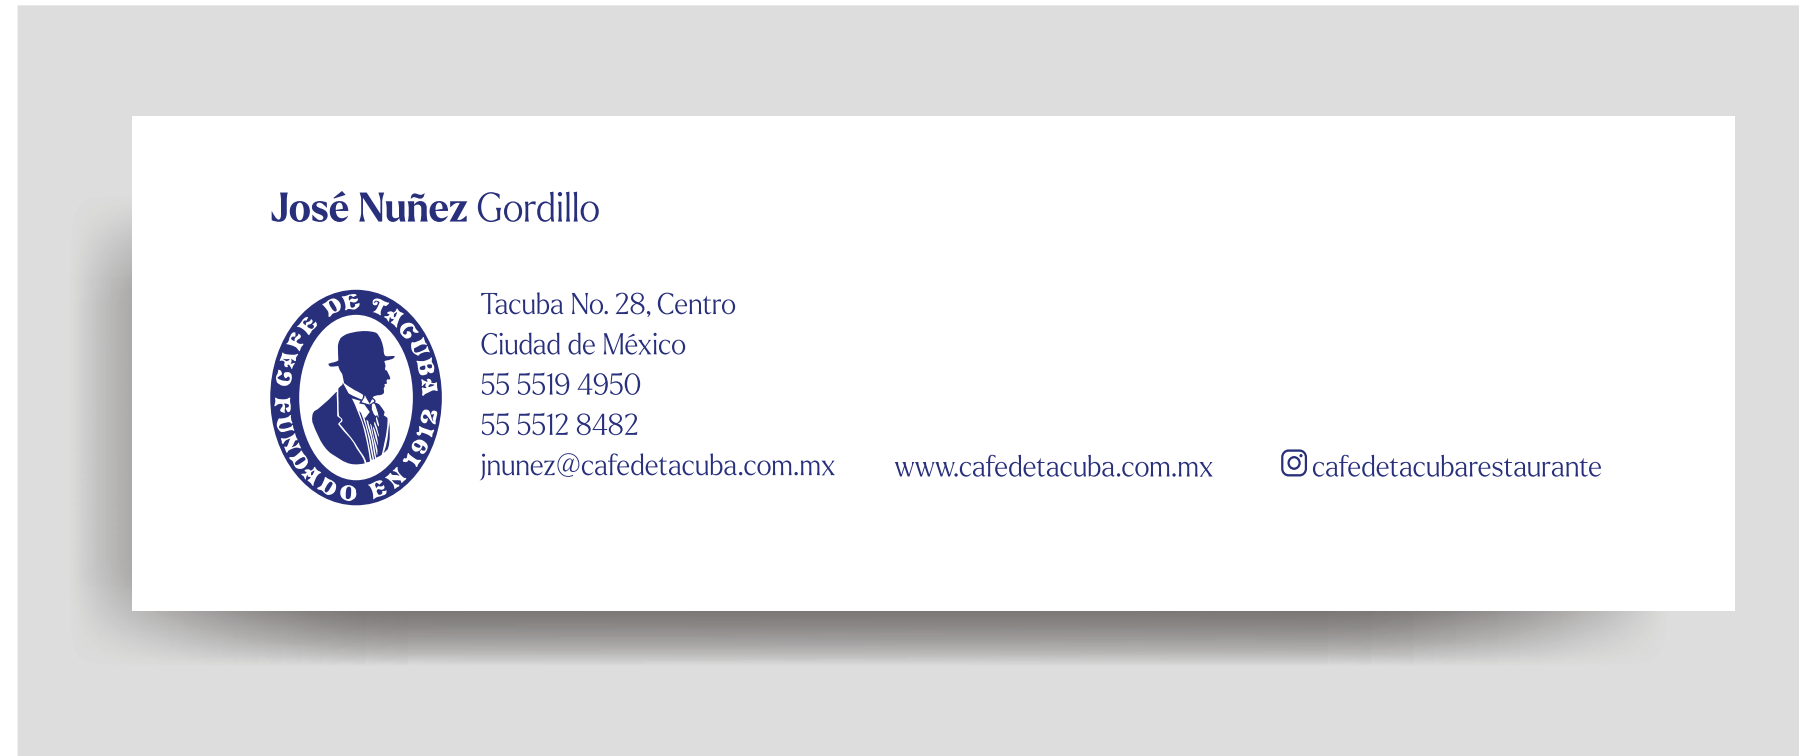 José Nuñez Gordillo
CAFE DE TACUBA
FUNDADO EN 1912
Tacuba No. 28, Centro
Ciudad de México
55 5519 4950
55 5512 8482
jnunez@cafedetacuba.com.mx
www.cafedetacuba.com.mx
cafedetacubarestaurante